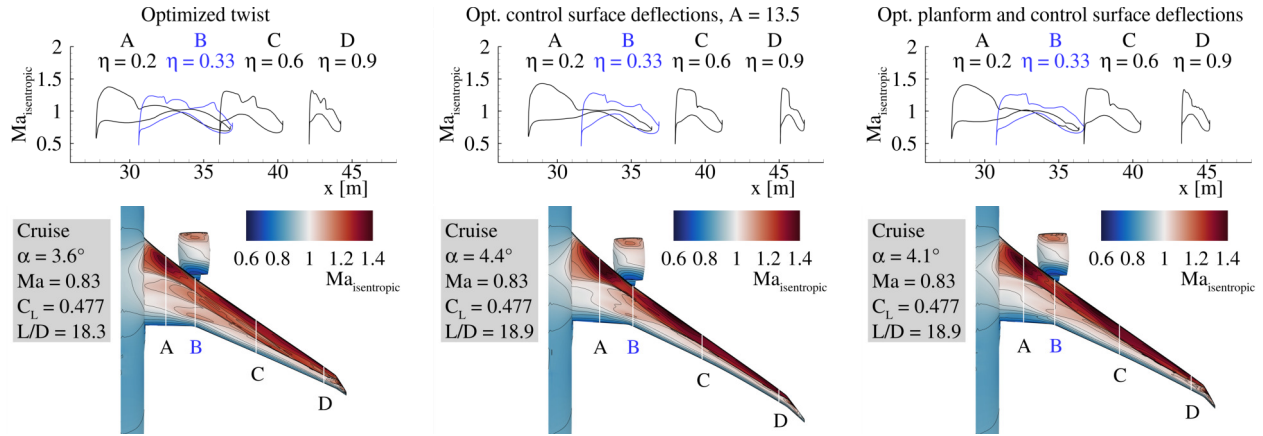 Optimized twist
A B C D
η = 0.2 η = 0.33 η = 0.6 η = 0.9
Ma_isentropic
2
1.5
1
0.5
30 35 40 45
x [m]
Cruise
α = 3.6°
Ma = 0.83
C_L = 0.477
L/D = 18.3
0.6 0.8 1 1.2 1.4
Ma_isentropic
A
B
C
D
Opt. control surface deflections, A = 13.5
A B C D
η = 0.2 η = 0.33 η = 0.6 η = 0.9
Ma_isentropic
2
1.5
1
0.5
30 35 40 45
x [m]
Cruise
α = 4.4°
Ma = 0.83
C_L = 0.477
L/D = 18.9
0.6 0.8 1 1.2 1.4
Ma_isentropic
A
B
C
D
Opt. planform and control surface deflections
A B C D
η = 0.2 η = 0.33 η = 0.6 η = 0.9
Ma_isentropic
2
1.5
1
0.5
30 35 40 45
x [m]
Cruise
α = 4.1°
Ma = 0.83
C_L = 0.477
L/D = 18.9
0.6 0.8 1 1.2 1.4
Ma_isentropic
A
B
C
D